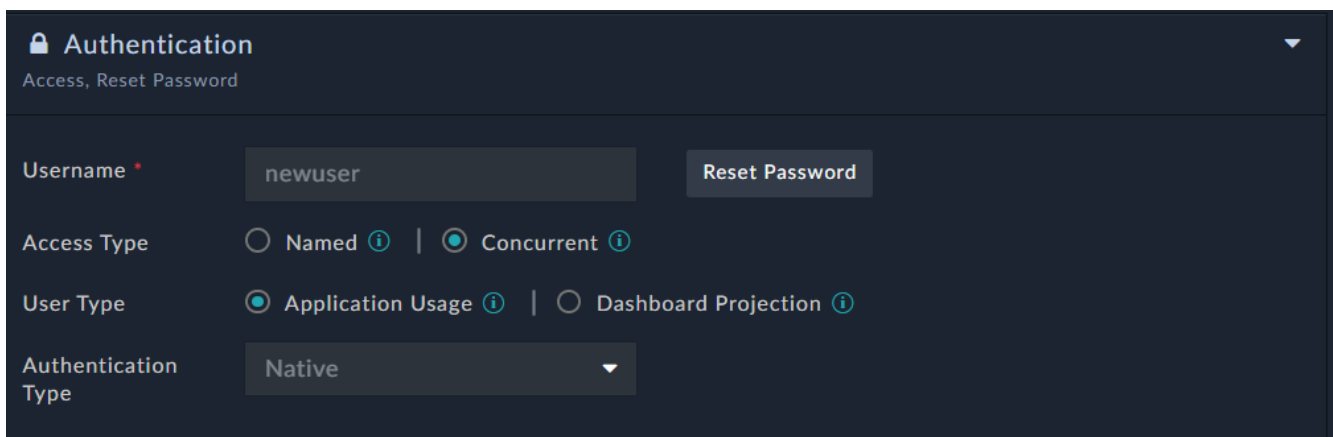 Authentication
Access, Reset Password
Username * newuser Reset Password
Access Type Named | Concurrent
User Type Application Usage | Dashboard Projection
Authentication Type Native